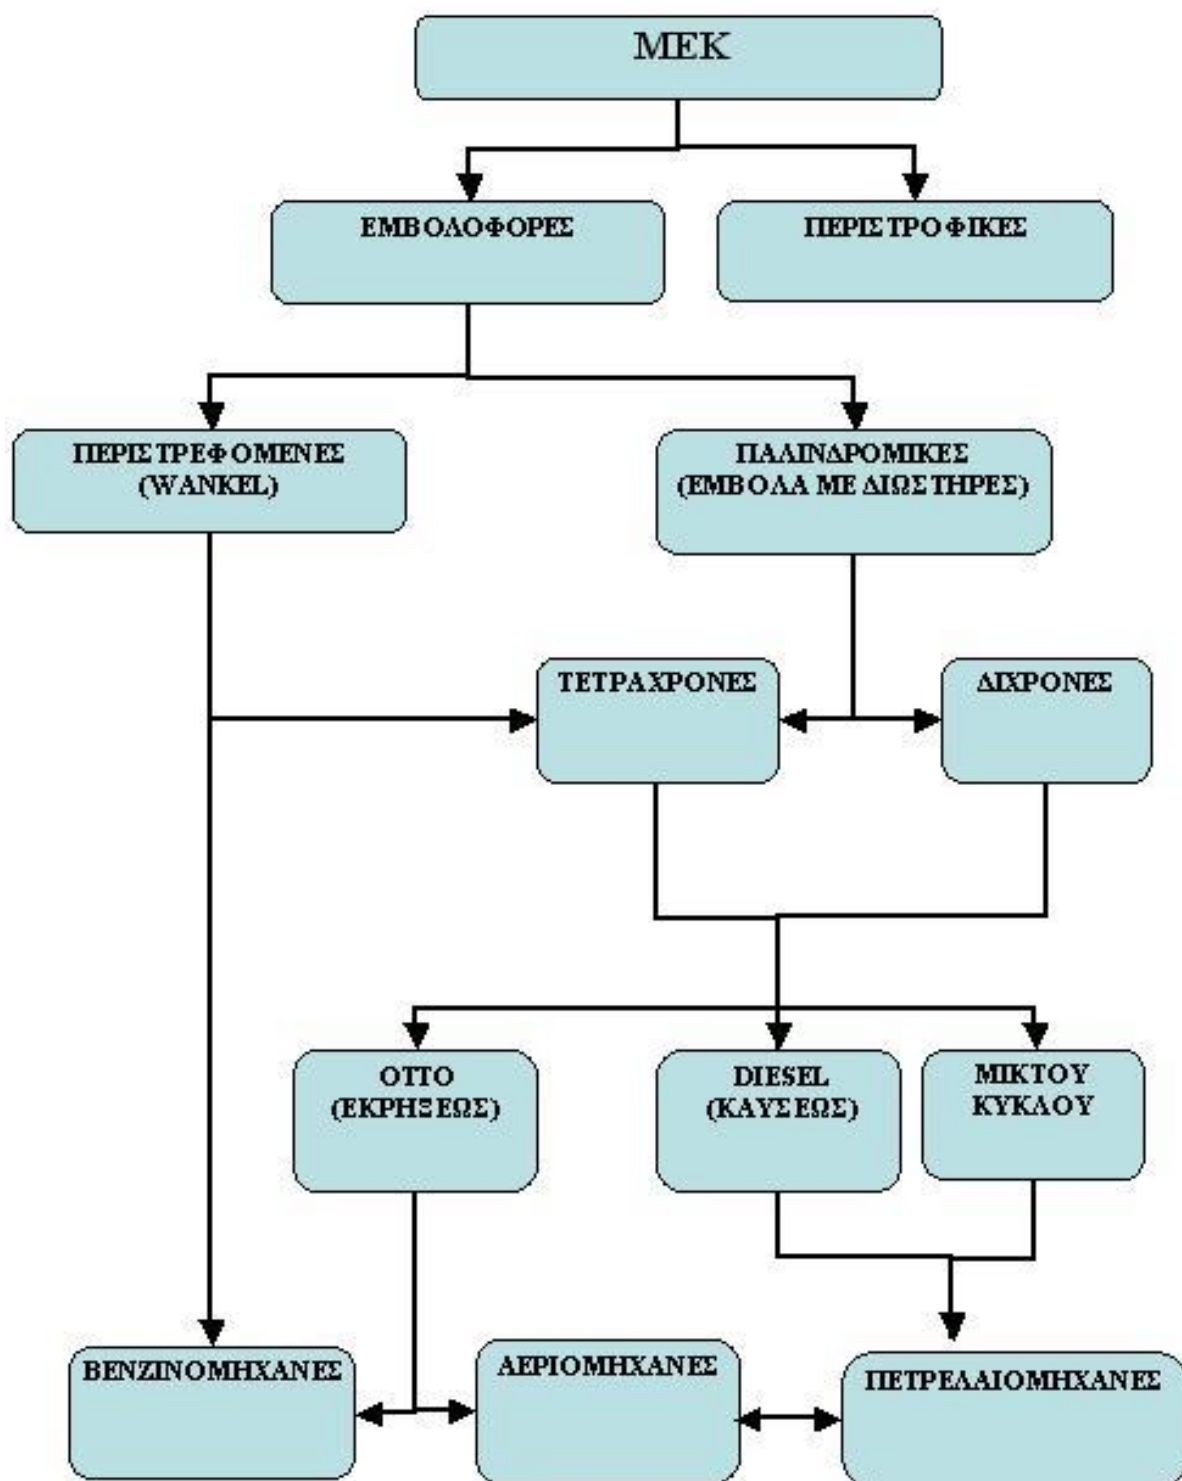 ΜΕΚ
ΕΜΒΟΛΟΦΟΡΕΣ
ΠΕΡΙΣΤΡΟΦΙΚΕΣ
ΠΕΡΙΣΤΡΕΦΟΜΕΝΕΣ
(WANKEL)
ΠΑΛΙΝΔΡΟΜΙΚΕΣ
(ΕΜΒΟΛΑ ΜΕ ΔΙΩΣΤΗΡΕΣ)
ΤΕΤΡΑΧΡΟΝΕΣ
ΔΙΧΡΟΝΕΣ
OTTO
(ΕΚΡΗΞΕΩΣ)
DIESEL
(ΚΑΥΣΕΩΣ)
ΜΙΚΤΟΥ
ΚΥΚΛΟΥ
ΒΕΝΖΙΝΟΜΗΧΑΝΕΣ
ΑΕΡΙΟΜΗΧΑΝΕΣ
ΠΕΤΡΕΛΑΙΟΜΗΧΑΝΕΣ